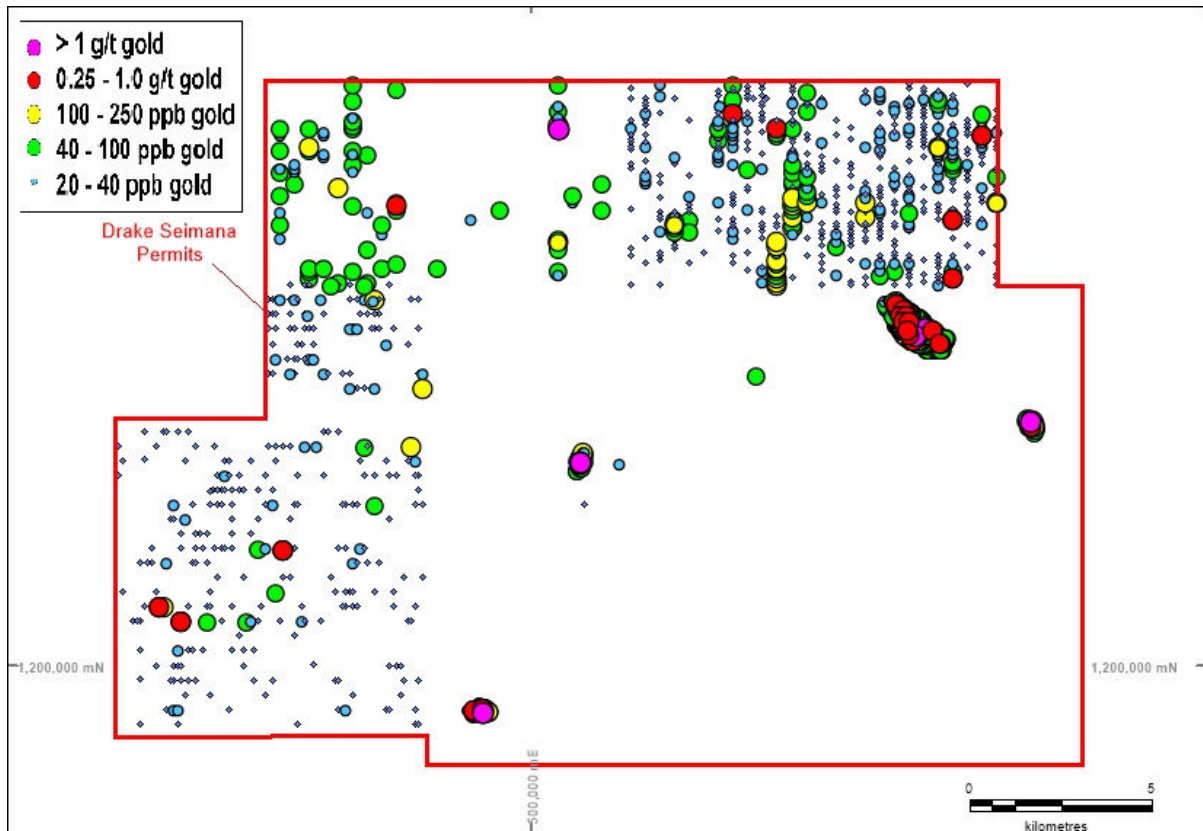 > 1 g/t gold
0.25 - 1.0 g/t gold
100 - 250 ppb gold
40 - 100 ppb gold
20 - 40 ppb gold
Drake Seimana
Permits
1,200,000 mN
1,200,000 mN
500,000 mE
0
5
kilometres